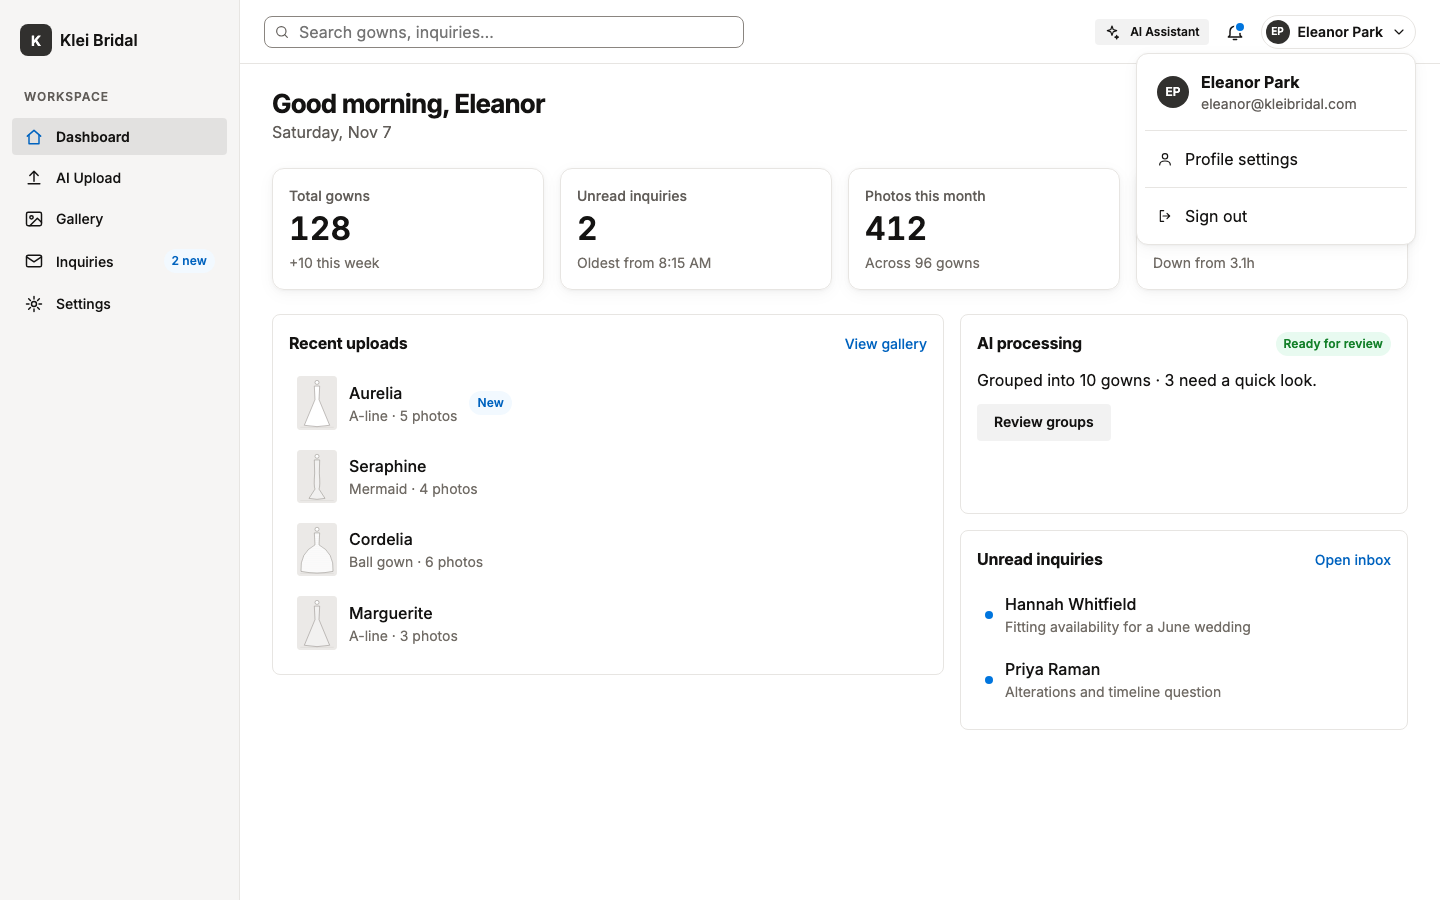 K
Klei Bridal
WORKSPACE
Dashboard
AI Upload
Gallery
Inquiries
2 new
Settings
Search gowns, inquiries...
AI Assistant
EP
Eleanor Park
EP
Eleanor Park
eleanor@kleibridal.com
Profile settings
Sign out
Good morning, Eleanor
Saturday, Nov 7
Total gowns
128
+10 this week
Unread inquiries
2
Oldest from 8:15 AM
Photos this month
412
Across 96 gowns
Down from 3.1h
Recent uploads
View gallery
Aurelia
A-line · 5 photos
New
Seraphine
Mermaid · 4 photos
Cordelia
Ball gown · 6 photos
Marguerite
A-line · 3 photos
AI processing
Ready for review
Grouped into 10 gowns · 3 need a quick look.
Review groups
Unread inquiries
Open inbox
Hannah Whitfield
Fitting availability for a June wedding
Priya Raman
Alterations and timeline question